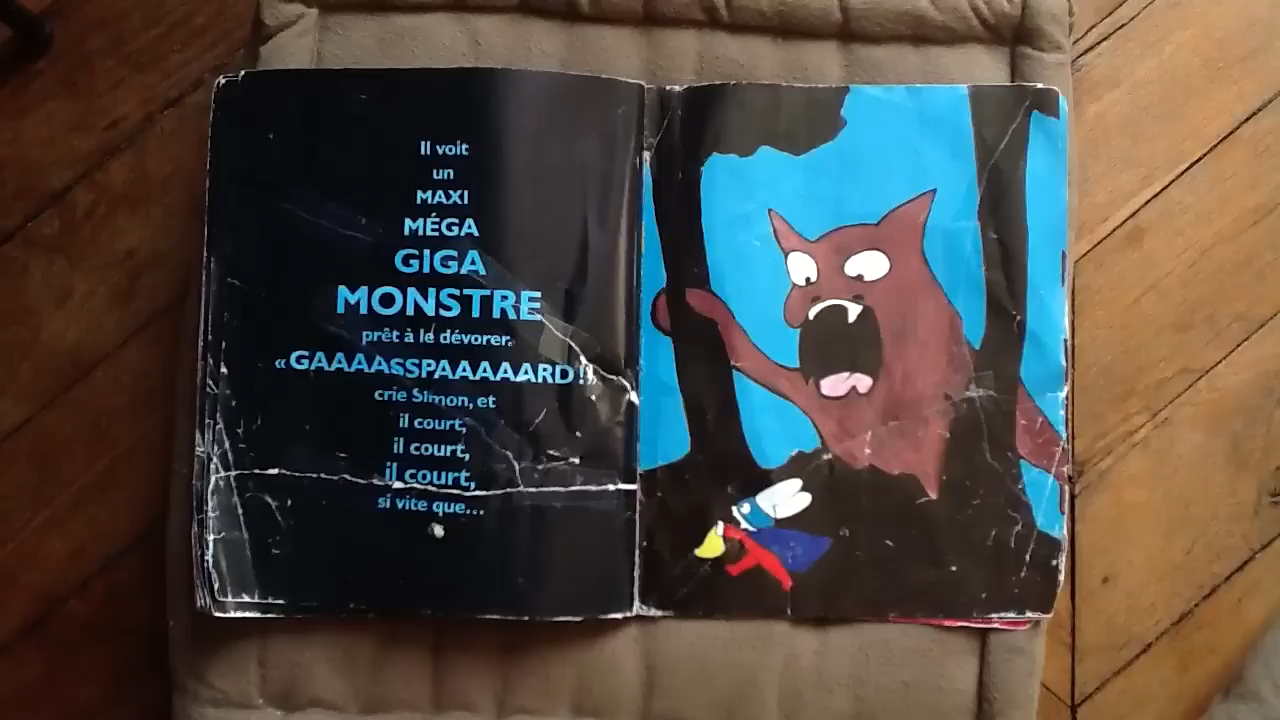 Il voit
un
MAXI
MÉGA
GIGA
MONSTRE
prêt à le dévorer.
«GAAAASSPAAAAARD!»
crie Simon, et
il court,
il court,
il court,
si vite que...